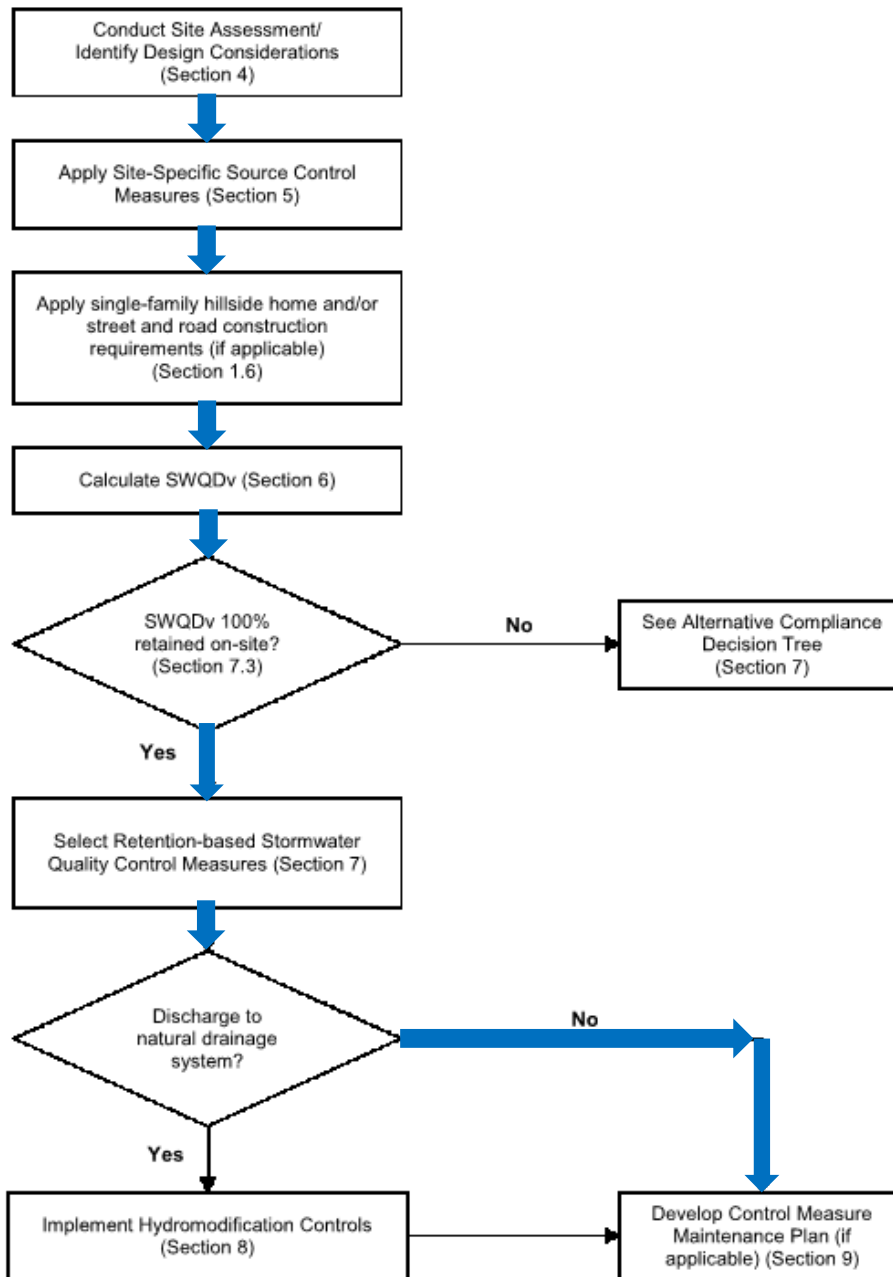 Conduct Site Assessment/
Identify Design Considerations
(Section 4)
Apply Site-Specific Source Control
Measures (Section 5)
Apply single-family hillside home and/or
street and road construction
requirements (if applicable)
(Section 1.6)
Calculate SWQDv (Section 6)
SWQDv 100%
retained on-site?
(Section 7.3)
No
See Alternative Compliance
Decision Tree
(Section 7)
Yes
Select Retention-based Stormwater
Quality Control Measures (Section 7)
Discharge to
natural drainage
system?
No
Yes
Implement Hydromodification Controls
(Section 8)
Develop Control Measure
Maintenance Plan (if
applicable) (Section 9)